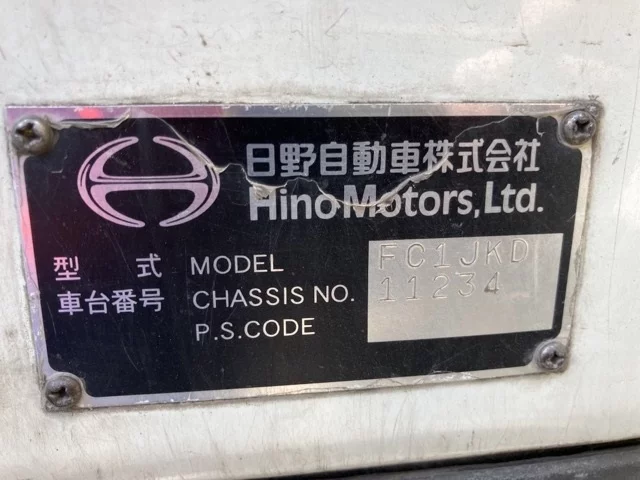 日野自動車株式会社
Hino Motors, Ltd.
型 式 MODEL FC1JKD
車台番号 CHASSIS NO. 11234
P.S.CODE